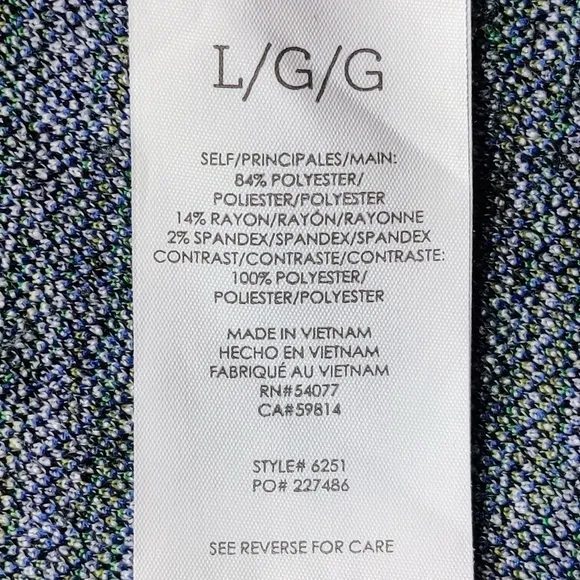 L/G/G
SELF/PRINCIPALES/MAIN:
84% POLYESTER/
POLIESTER/POLYESTER
14% RAYON/RAYÓN/RAYONNE
2% SPANDEX/SPANDEX/SPANDEX
CONTRAST/CONTRASTE/CONTRASTE:
100% POLYESTER/
POLIESTER/POLYESTER
MADE IN VIETNAM
HECHO EN VIETNAM
FABRIQUÉ AU VIETNAM
RN#54077
CA#59814
STYLE# 6251
PO# 227486
SEE REVERSE FOR CARE